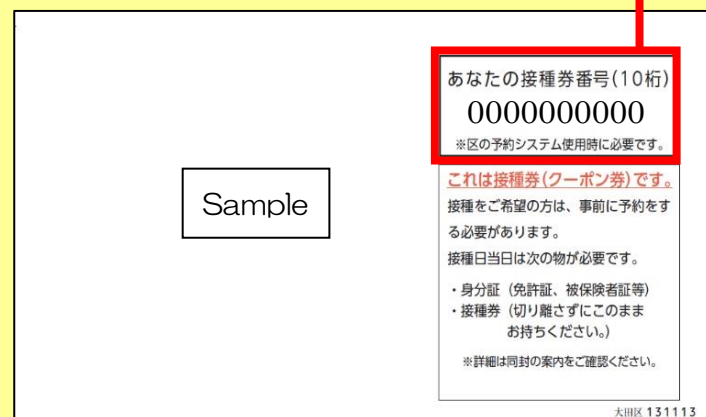 あなたの接種券番号(10桁)
0000000000
※区の予約システム使用時に必要です。
Sample
これは接種券(クーポン券)です。
接種をご希望の方は、事前に予約をす
る必要があります。
接種日当日は次の物が必要です。
・身分証（免許証、被保険者証等）
・接種券（切り離さずにこのまま
お持ちください。）
※詳細は同封の案内をご確認ください。
大田区 131113